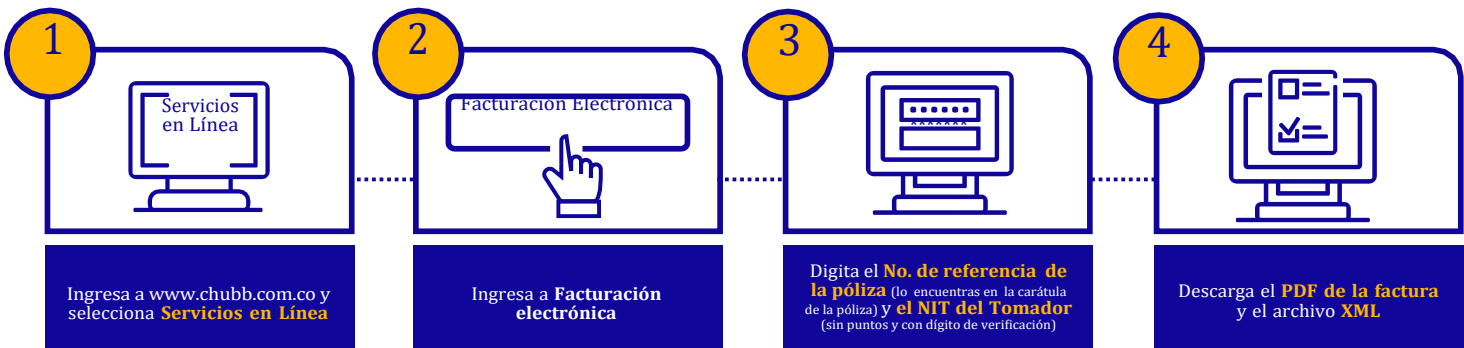 1
Servicios
en Línea
Ingresa a www.chubb.com.co y
selecciona Servicios en Línea
2
Facturación Electrónica
Ingresa a Facturación
electrónica
3
Digita el No. de referencia de
la póliza (lo encuentras en la carátula
de la póliza) y el NIT del Tomador
(sin puntos y con dígito de verificación)
4
Descarga el PDF de la factura
y el archivo XML